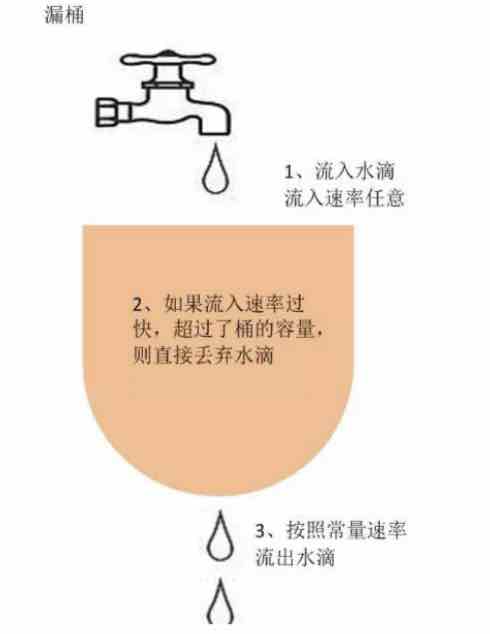 漏桶
1、流入水滴
流入速率任意
2、如果流入速率过
快，超过了桶的容量，
则直接丢弃水滴
3、按照常量速率
流出水滴